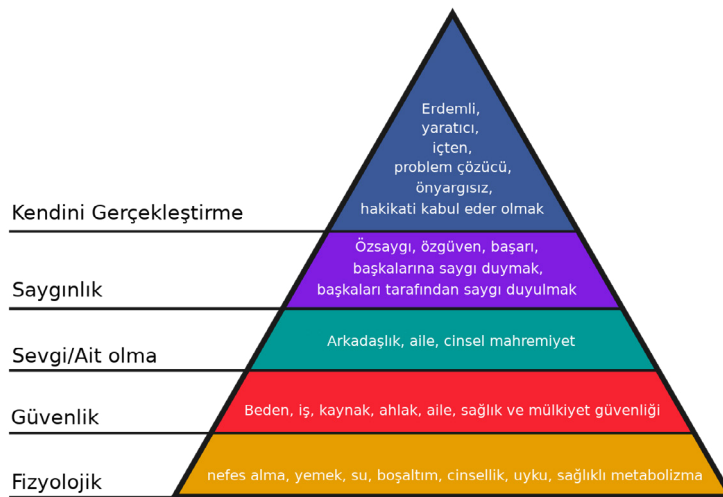 Erdemli,
yaratıcı,
içten,
problem çözücü,
önyargısız,
hakikati kabul eder olmak
Kendini Gerçekleştirme
Özsaygı, özgüven, başarı,
başkalarına saygı duymak,
başkaları tarafından saygı duyulmak
Saygınlık
Arkadaşlık, aile, cinsel mahremiyet
Sevgi/Ait olma
Beden, iş, kaynak, ahlak, aile, sağlık ve mülkiyet güvenliği
Güvenlik
nefes alma, yemek, su, boşaltım, cinsellik, uyku, sağlıklı metabolizma
Fizyolojik